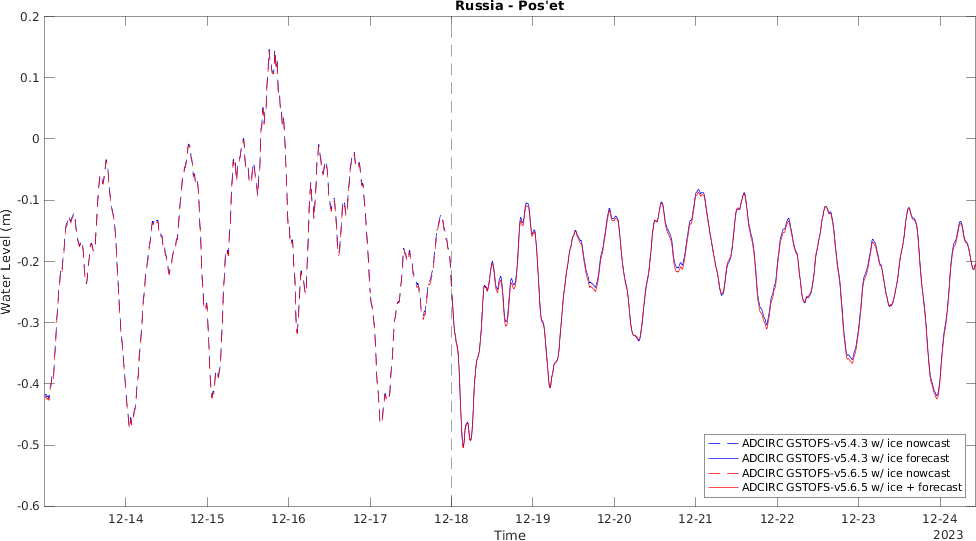 Russia - Pos'et
0.2
0.1
0
-0.1
-0.2
-0.3
-0.4
-0.5
-0.6
Water Level (m)
ADCIRC GSTOFS-v5.4.3 w/ ice nowcast
ADCIRC GSTOFS-v5.4.3 w/ ice forecast
ADCIRC GSTOFS-v5.6.5 w/ ice nowcast
ADCIRC GSTOFS-v5.6.5 w/ ice + forecast
12-14 12-15 12-16 12-17 12-18 12-19 12-20 12-21 12-22 12-23 12-24
Time
2023